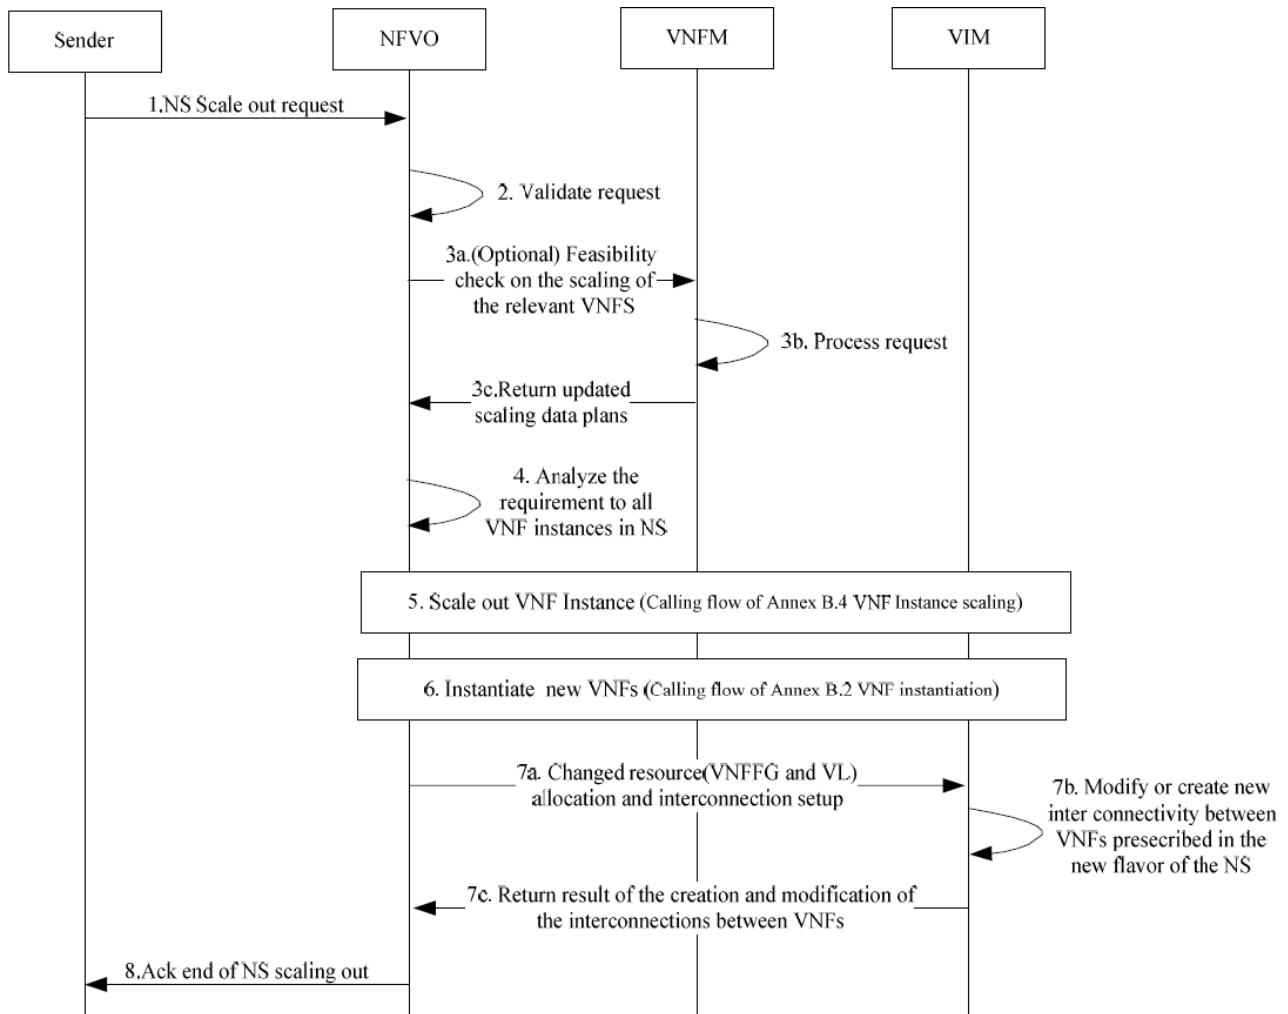 Sender
NFVO
VNFM
VIM
1.NS Scale out request
2. Validate request
3a.(Optional) Feasibility
check on the scaling of
the relevant VNFS
3b. Process request
3c.Return updated
scaling data plans
4. Analyze the
requirement to all
VNF instances in NS
5. Scale out VNF Instance (Calling flow of Annex B.4 VNF Instance scaling)
6. Instantiate new VNFs (Calling flow of Annex B.2 VNF instantiation)
7a. Changed resource(VNFFG and VL)
allocation and interconnection setup
7b. Modify or create new
inter connectivity between
VNFs presecribed in the
new flavor of the NS
7c. Return result of the creation and modification of
the interconnections between VNFs
8.Ack end of NS scaling out